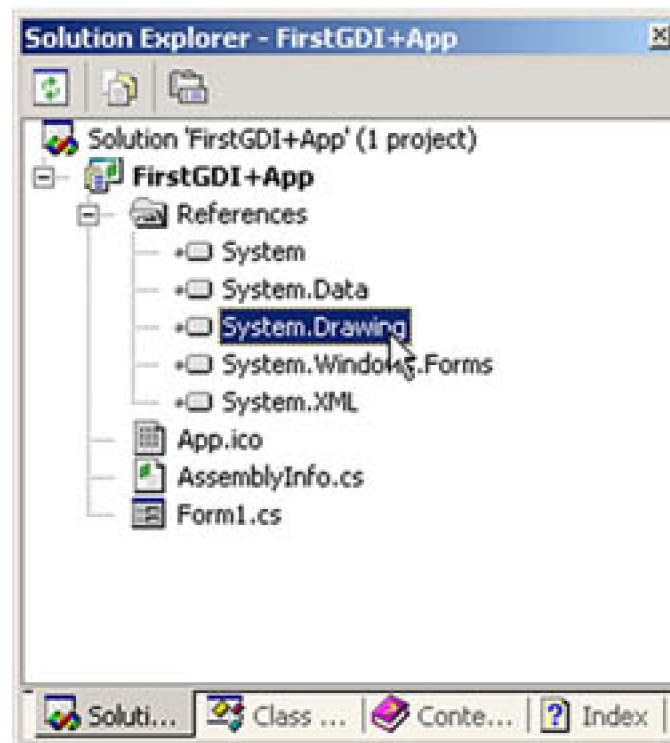 Solution Explorer - FirstGDI+App
Solution 'FirstGDI+App' (1 project)
FirstGDI+App
References
System
System.Data
System.Drawing
System.Windows.Forms
System.XML
App.ico
AssemblyInfo.cs
Form1.cs
Soluti... Class ... Conte... Index